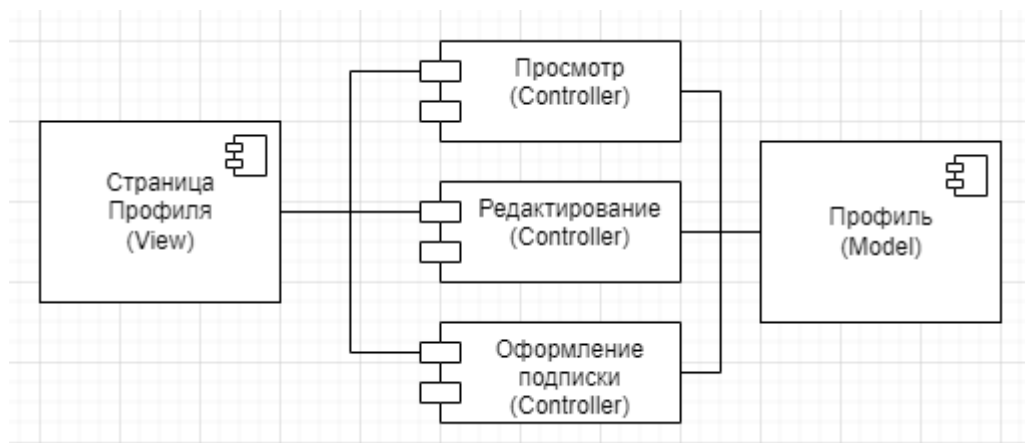 Страница
Профиля
(View)
Просмотр
(Controller)
Редактирование
(Controller)
Оформление
подписки
(Controller)
Профиль
(Model)